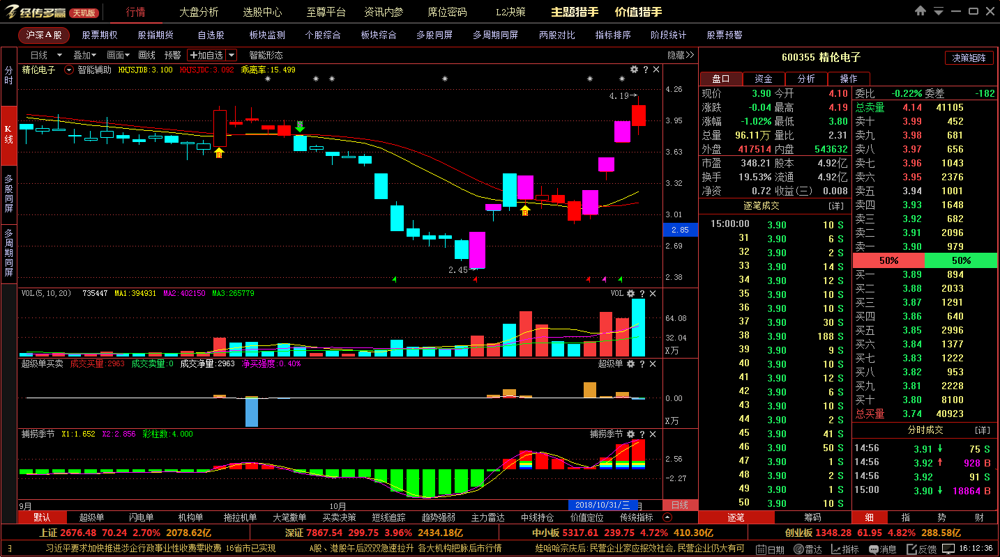 经传多赢 天玑版 行情 大盘分析 选股中心 至尊平台 资讯内参 席位密码 L2决策 主题猎手 价值猎手
沪深A股 股票期权 股指期货 自选股 板块监测 个股综合 板块综合 多股同屏 多周期同屏 两股对比 指标排序 阶段统计 股票预警
日线 叠加 画面 画线 预警 +加自选 智能形态 隐藏>>
精伦电子 智能辅助 HHJSJDB:3.100 HHJSJDC:3.092 乖离率:15.499
分时
K线
多股同屏
多周期同屏
4.19→
2.45→
4.26
3.95
3.63
3.32
3.01
2.85
2.69
2.38
B
B
VOL(5,10,20) 735447 MA1:394931 MA2:402150 MA3:265779 VOL
64.08
32.04
X万
超级单买卖 成交买量:2963 成交卖量:0 成交净量:2963 净买强度:0.40% 超级单
0.00
X万
捕捞季节 X1:1.652 X2:2.858 彩柱数:4.000 捕捞季节
2.56
-2.27
9月 10月 2018/10/31/三 月 日线
默认 超级单 闪电单 机构单 拖拉机单 大笔撤单 买卖决策 短线追踪 趋势强弱 主力雷达 中线持仓 价值定位 传统指标
600355 精伦电子 决策矩阵
盘口 资金 分析 操作
现价 3.90 今开 4.10
涨跌 -0.04 最高 4.19
涨幅 -1.02% 最低 3.80
总量 96.11万 量比 2.31
外盘 417514 内盘 543632
市盈 348.21 股本 4.92亿
换手 19.53% 流通 4.92亿
净资 0.72 收益(三) 0.008
逐笔成交 [详]
15:00:00 3.90 10 S
31 3.90 6 S
32 3.90 2 S
33 3.90 14 S
34 3.90 12 S
35 3.90 10 S
36 3.90 10 S
37 3.90 30 S
38 3.90 188 S
39 3.90 9 S
40 3.90 10 S
41 3.90 12 S
42 3.90 6 S
43 3.90 10 S
44 3.90 2 S
45 3.90 41 S
46 3.90 50 S
47 3.90 1 S
48 3.90 2 S
49 3.90 1 S
50 3.90 10 S
逐笔 筹码
委比 -0.22% 委差 -182
总卖量 4.14 41105
卖十 3.99 452
卖九 3.98 681
卖八 3.97 656
卖七 3.96 1043
卖六 3.95 2376
卖五 3.94 1001
卖四 3.93 1648
卖三 3.92 682
卖二 3.91 2096
卖一 3.90 979
50% 50%
买一 3.89 894
买二 3.88 2033
买三 3.87 1291
买四 3.86 640
买五 3.85 2996
买六 3.84 1377
买七 3.83 1222
买八 3.82 953
买九 3.81 2228
买十 3.80 8100
总买量 3.74 40923
分时成交 [详]
14:56 3.91 ↓ 75 S
14:56 3.92 ↑ 928 B
14:56 3.92 91 S
15:00 3.90 ↓ 18864 B
细 指 势 财
上证 2676.48 70.24 2.70% 2078.62亿 深证 7867.54 299.75 3.96% 2434.18亿 中小板 5317.61 239.75 4.72% 410.30亿 创业板 1348.28 61.95 4.82% 288.58亿
习近平要求加快推进涉企行政事业性收费零收费 16省市已实现 A股、港股午后双双急速拉升 各大机构把脉后市行情 娃哈哈宗庆后:民营企业家应报效社会,民营企业仍大有可 日历 雷达 指标 消息 反馈 16:12:36